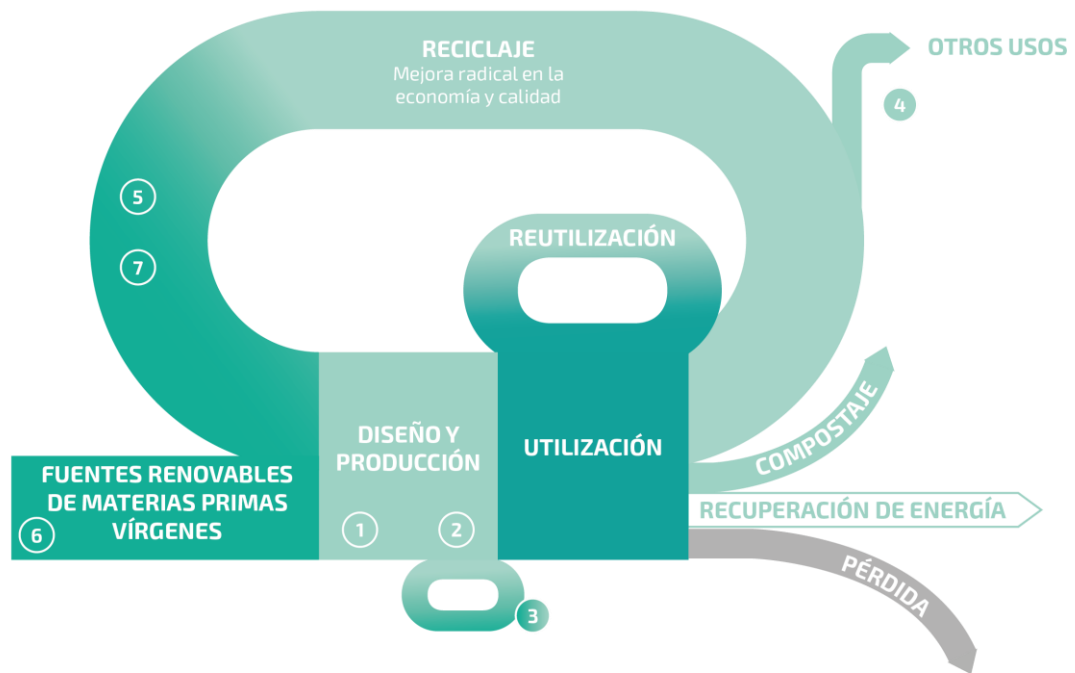 RECICLAJE
Mejora radical en la
economía y calidad
OTROS USOS
4
5
7
REUTILIZACIÓN
DISEÑO Y
PRODUCCIÓN
UTILIZACIÓN
COMPOSTAJE
FUENTES RENOVABLES
DE MATERIAS PRIMAS
VÍRGENES
6
1
2
RECUPERACIÓN DE ENERGÍA
PÉRDIDA
3